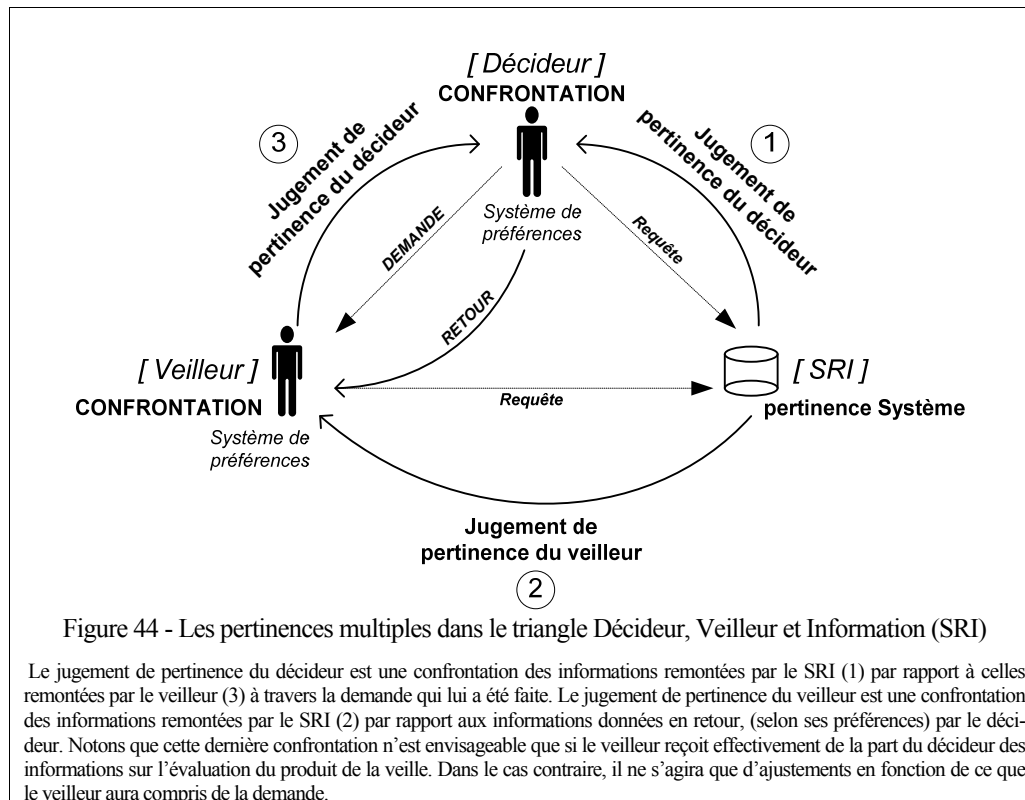 [ Décideur ]
CONFRONTATION
3
Jugement de
pertinence du décideur
1
Jugement de
pertinence du décideur
Système de
préférences
DEMANDE
Requête
RETOUR
[ Veilleur ]
CONFRONTATION
Système de
préférences
Requête
[ SRI ]
pertinence Système
Jugement de
pertinence du veilleur
2
Figure 44 - Les pertinences multiples dans le triangle Décideur, Veilleur et Information (SRI)
Le jugement de pertinence du décideur est une confrontation des informations remontées par le SRI (1) par rapport à celles
remontées par le veilleur (3) à travers la demande qui lui a été faite. Le jugement de pertinence du veilleur est une confrontation
des informations remontées par le SRI (2) par rapport aux informations données en retour, (selon ses préférences) par le déci-
deur. Notons que cette dernière confrontation n’est envisageable que si le veilleur reçoit effectivement de la part du décideur des
informations sur l’évaluation du produit de la veille. Dans le cas contraire, il ne s’agira que d’ajustements en fonction de ce que
le veilleur aura compris de la demande.